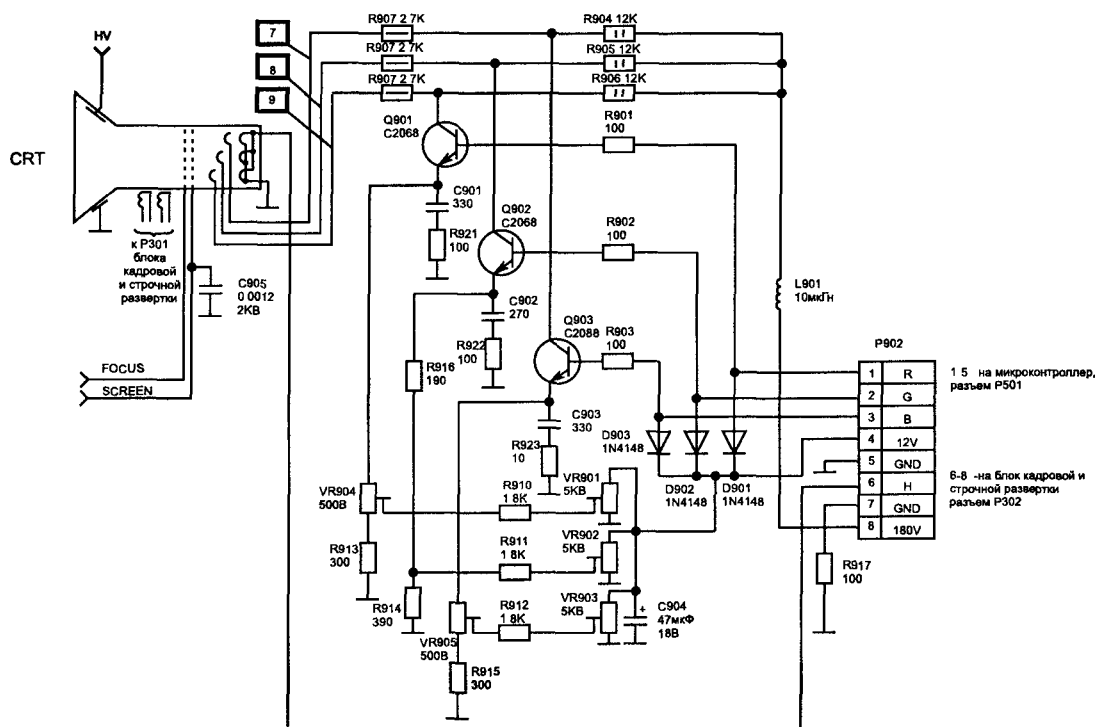 HV
7
8
9
CRT
R907 2 7K
R907 2 7K
R907 2 7K
R904 12K
R905 12K
R906 12K
Q901
C2068
R901
100
C901
330
R921
100
Q902
C2068
R902
100
к P301
блока
кадровой
и строчной
развертки
C905
0 0012
2KB
C902
270
R922
100
L901
10мкГн
Q903
C2088
R903
100
R916
190
FOCUS
SCREEN
C903
330
R923
10
D903
1N4148
D902
1N4148
D901
1N4148
P902
1 R
2 G
3 B
4 12V
5 GND
6 H
7 GND
8 180V
1 5 на микроконтроллер,
разъем P501
6-8 -на блок кадровой и
строчной развертки
разъем P302
VR904
500B
R910
1 8K
VR901
5KB
R913
300
R911
1 8K
VR902
5KB
R914
390
VR905
500B
R912
1 8K
VR903
5KB
+
C904
47мкФ
18B
R915
300
R917
100